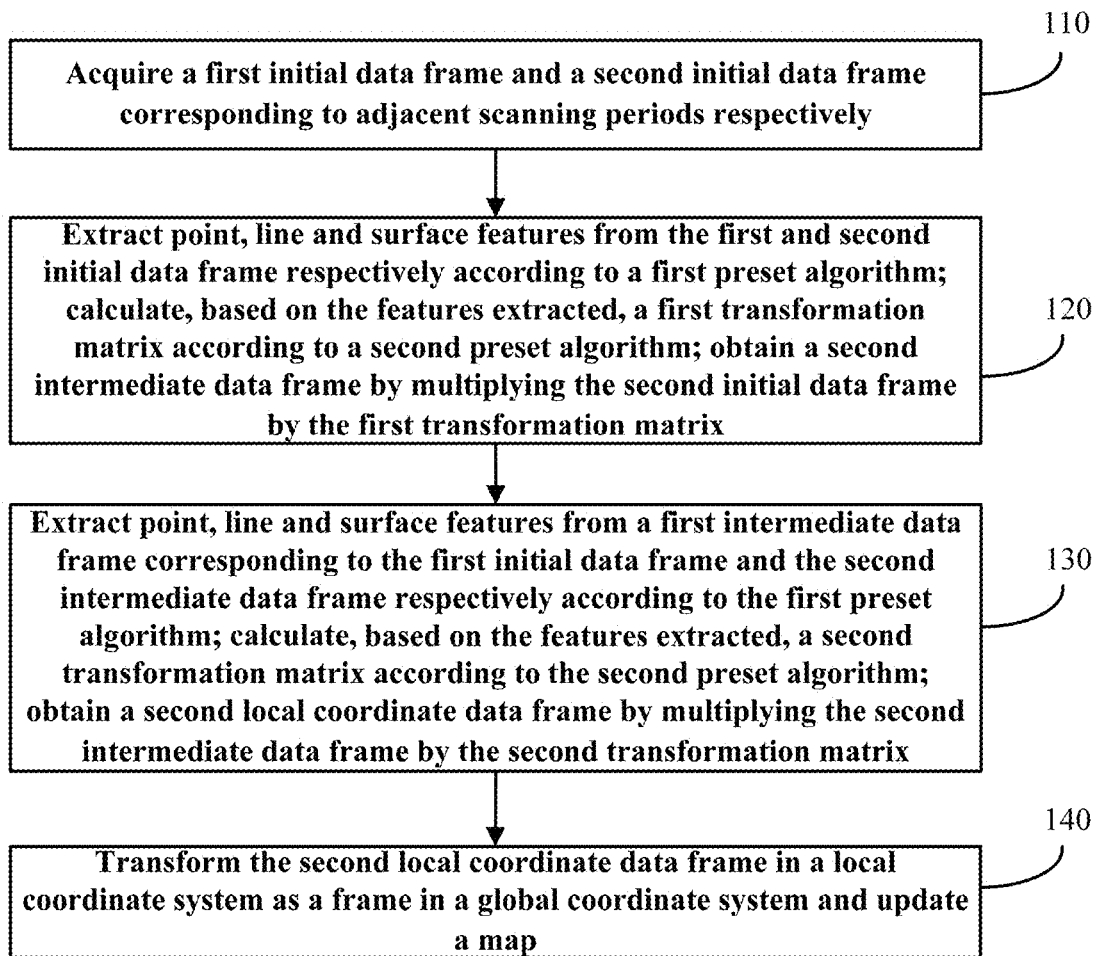 110
Acquire a first initial data frame and a second initial data frame
corresponding to adjacent scanning periods respectively
Extract point, line and surface features from the first and second
initial data frame respectively according to a first preset algorithm;
calculate, based on the features extracted, a first transformation
matrix according to a second preset algorithm; obtain a second
intermediate data frame by multiplying the second initial data frame
by the first transformation matrix
120
Extract point, line and surface features from a first intermediate data
frame corresponding to the first initial data frame and the second
intermediate data frame respectively according to the first preset
algorithm; calculate, based on the features extracted, a second
transformation matrix according to the second preset algorithm;
obtain a second local coordinate data frame by multiplying the second
intermediate data frame by the second transformation matrix
130
140
Transform the second local coordinate data frame in a local
coordinate system as a frame in a global coordinate system and update
a map